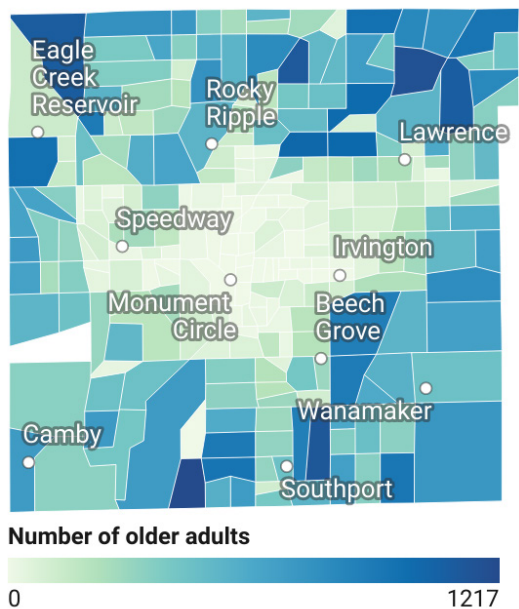 Eagle
Creek
Reservoir
Rocky
Ripple
Lawrence
Speedway
Irvington
Monument
Circle
Beech
Grove
Wanamaker
Camby
Southport
Number of older adults
0 1217